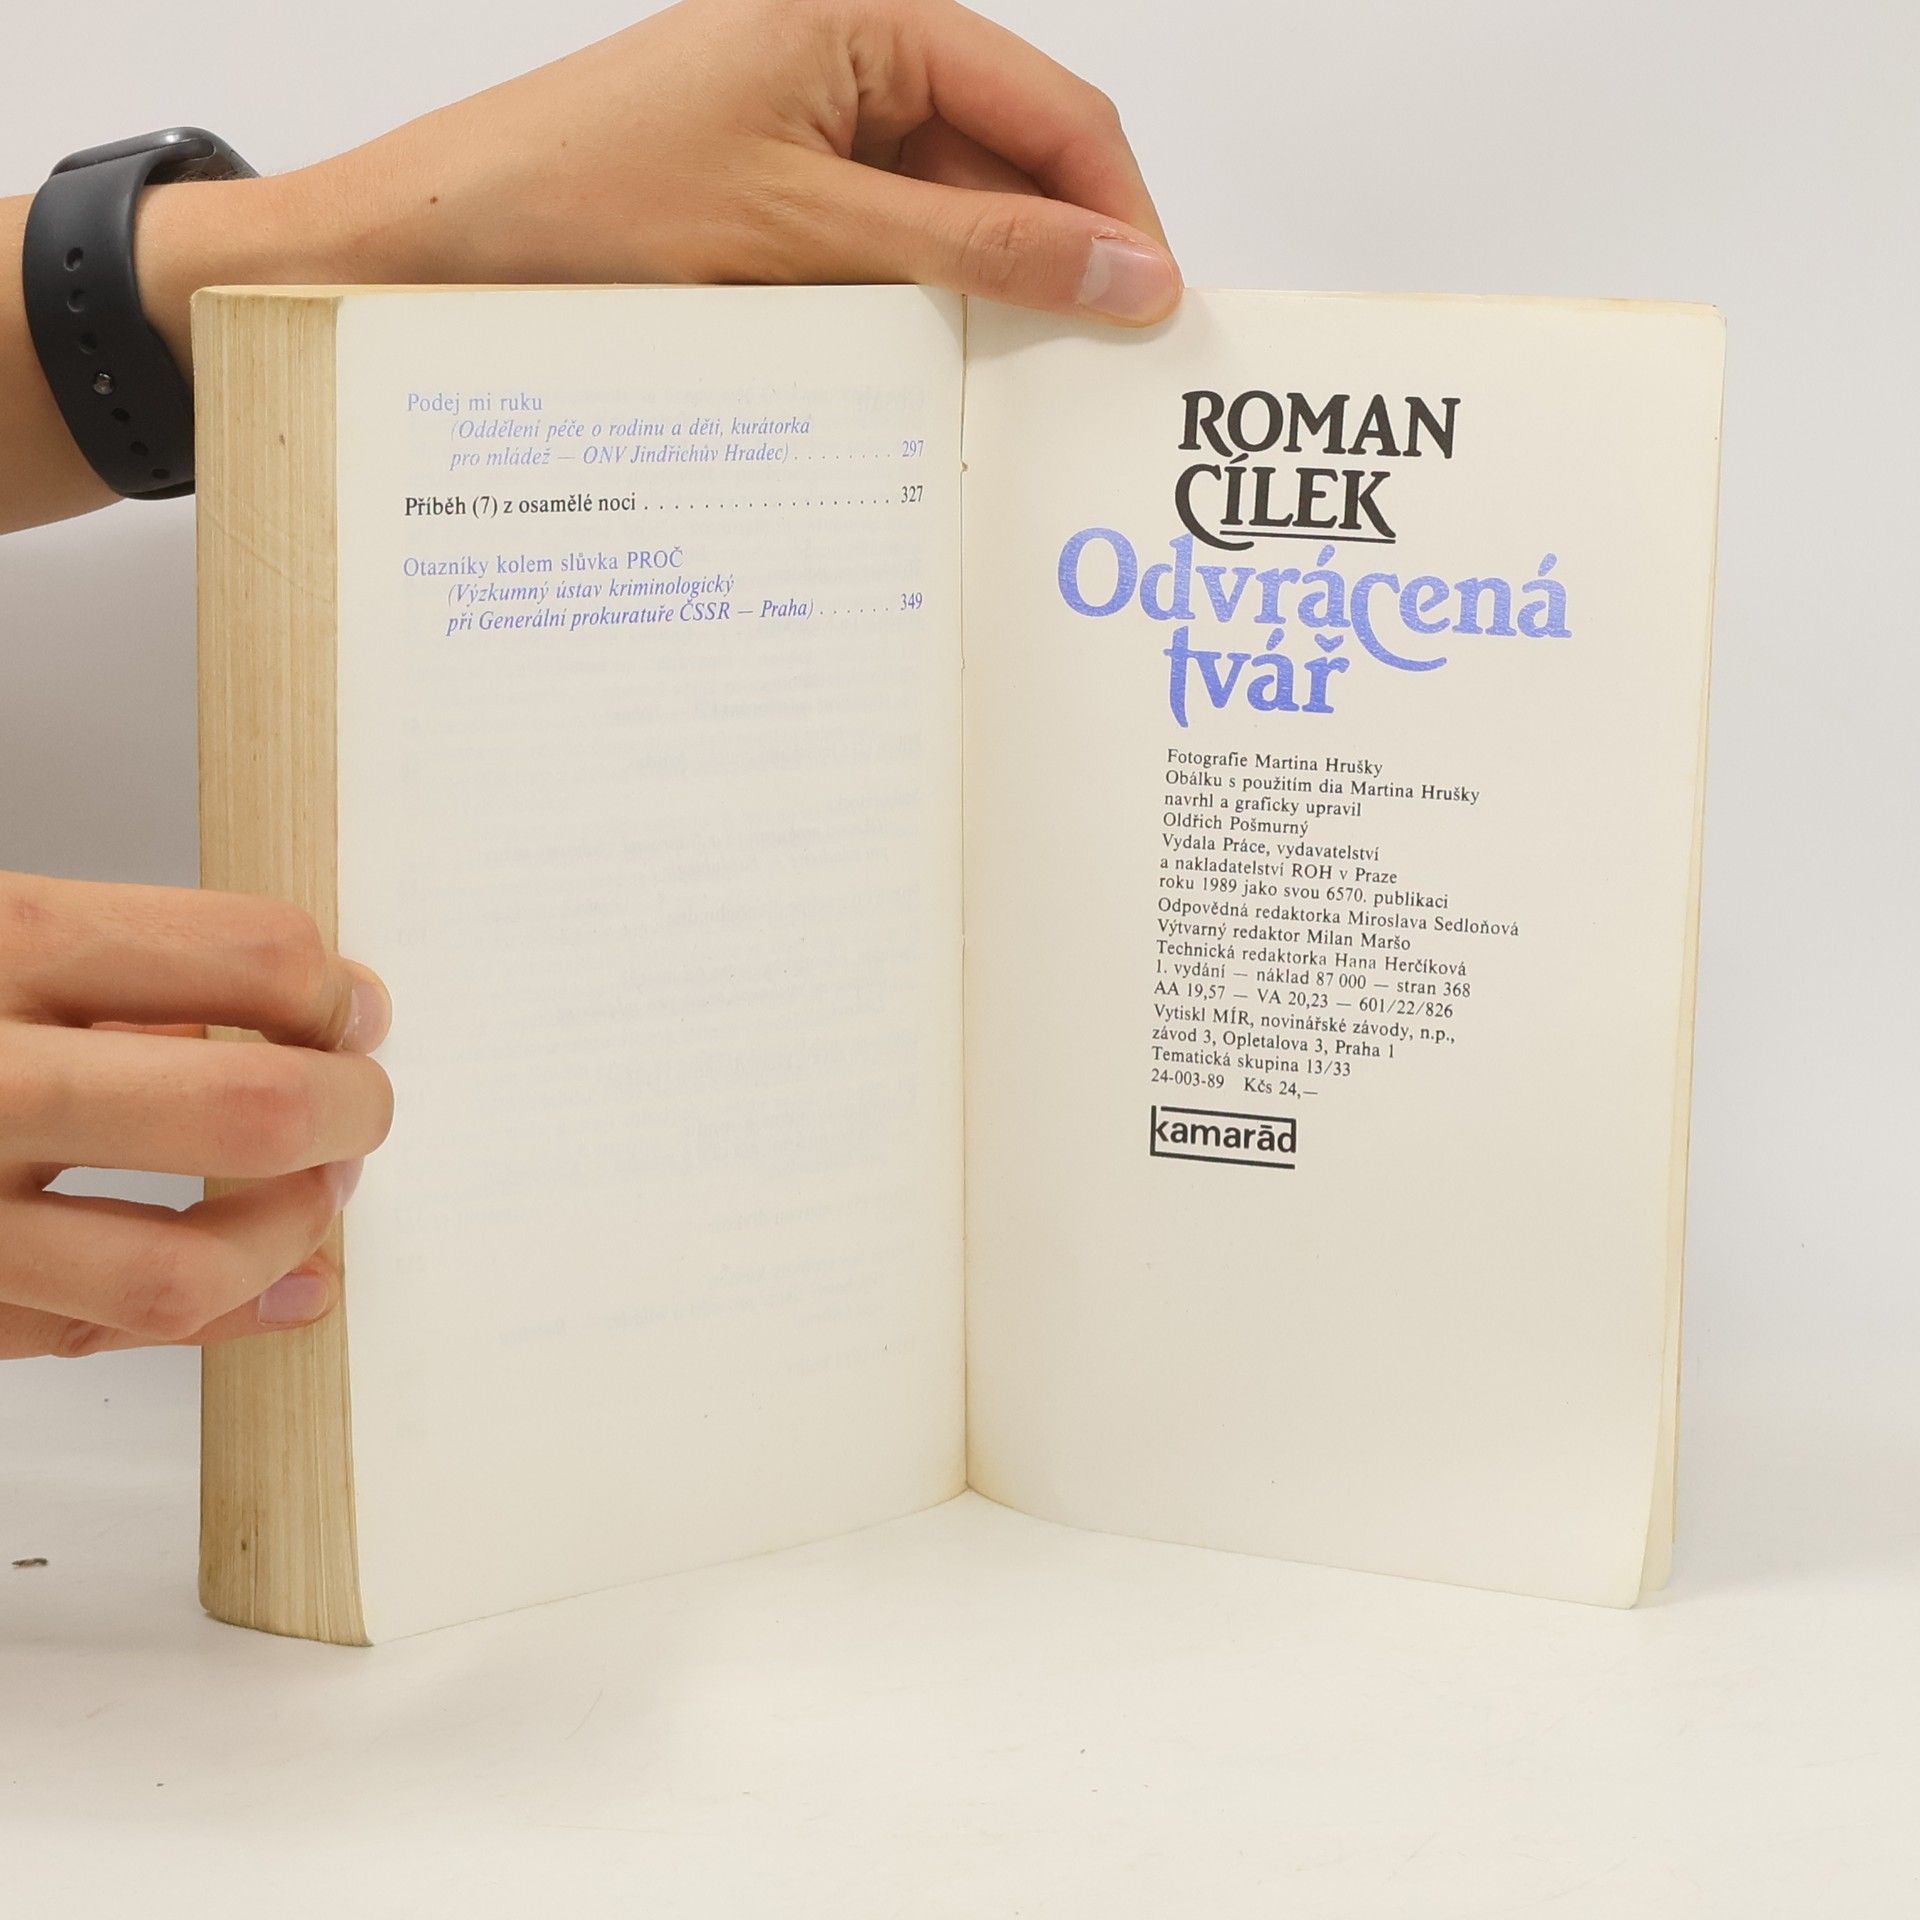 Podej mi ruku
(Oddělení péče o rodinu a děti, kurátorka
pro mládež — ONV Jindřichův Hradec) . . . . . . . . 297
Příběh (7) z osamělé noci . . . . . . . . . . . . . . . . . . . 327
Otazníky kolem slůvka PROČ
(Výzkumný ústav kriminologický
při Generální prokuratuře ČSSR — Praha) . . . . . . 349
ROMAN
CÍLEK
Odvrácená
tvář
Fotografie Martina Hrušky
Obálku s použitím dia Martina Hrušky
navrhl a graficky upravil
Oldřich Pošmurný
Vydala Práce, vydavatelství
a nakladatelství ROH v Praze
roku 1989 jako svou 6570. publikaci
Odpovědná redaktorka Miroslava Sedloňová
Výtvarný redaktor Milan Maršo
Technická redaktorka Hana Herčíková
1. vydání — náklad 87 000 — stran 368
AA 19,57 — VA 20,23 — 601/22/826
Vytiskl MÍR, novinářské závody, n.p.,
závod 3, Opletalova 3, Praha 1
Tematická skupina 13/33
24-003-89 Kčs 24,—
kamarád